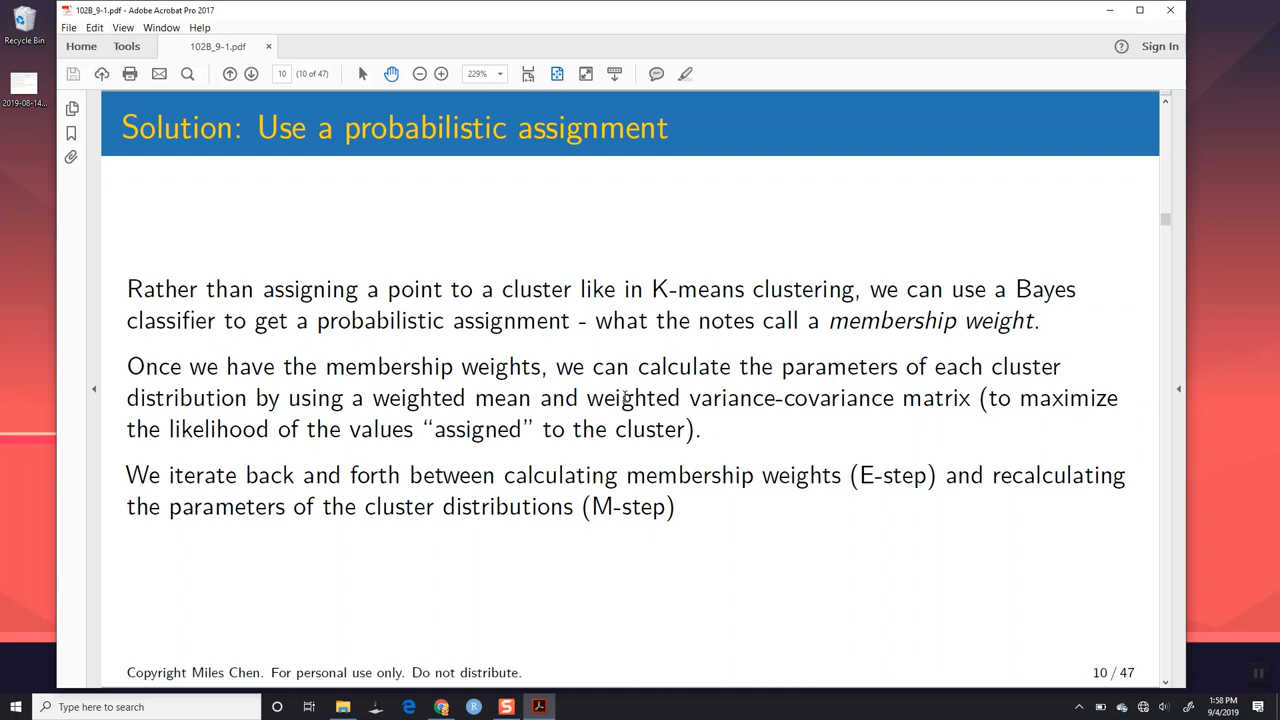 102B_9-1.pdf - Adobe Acrobat Pro 2017
File Edit View Window Help
Home Tools 102B_9-1.pdf × Sign In
10 (10 of 47) 229%
Recycle Bin
2019-08-14...
Solution: Use a probabilistic assignment
Rather than assigning a point to a cluster like in K-means clustering, we can use a Bayes
classifier to get a probabilistic assignment - what the notes call a membership weight.
Once we have the membership weights, we can calculate the parameters of each cluster
distribution by using a weighted mean and weighted variance-covariance matrix (to maximize
the likelihood of the values “assigned” to the cluster).
We iterate back and forth between calculating membership weights (E-step) and recalculating
the parameters of the cluster distributions (M-step)
Copyright Miles Chen. For personal use only. Do not distribute. 10 / 47
Type here to search
1:58 PM
9/4/2019